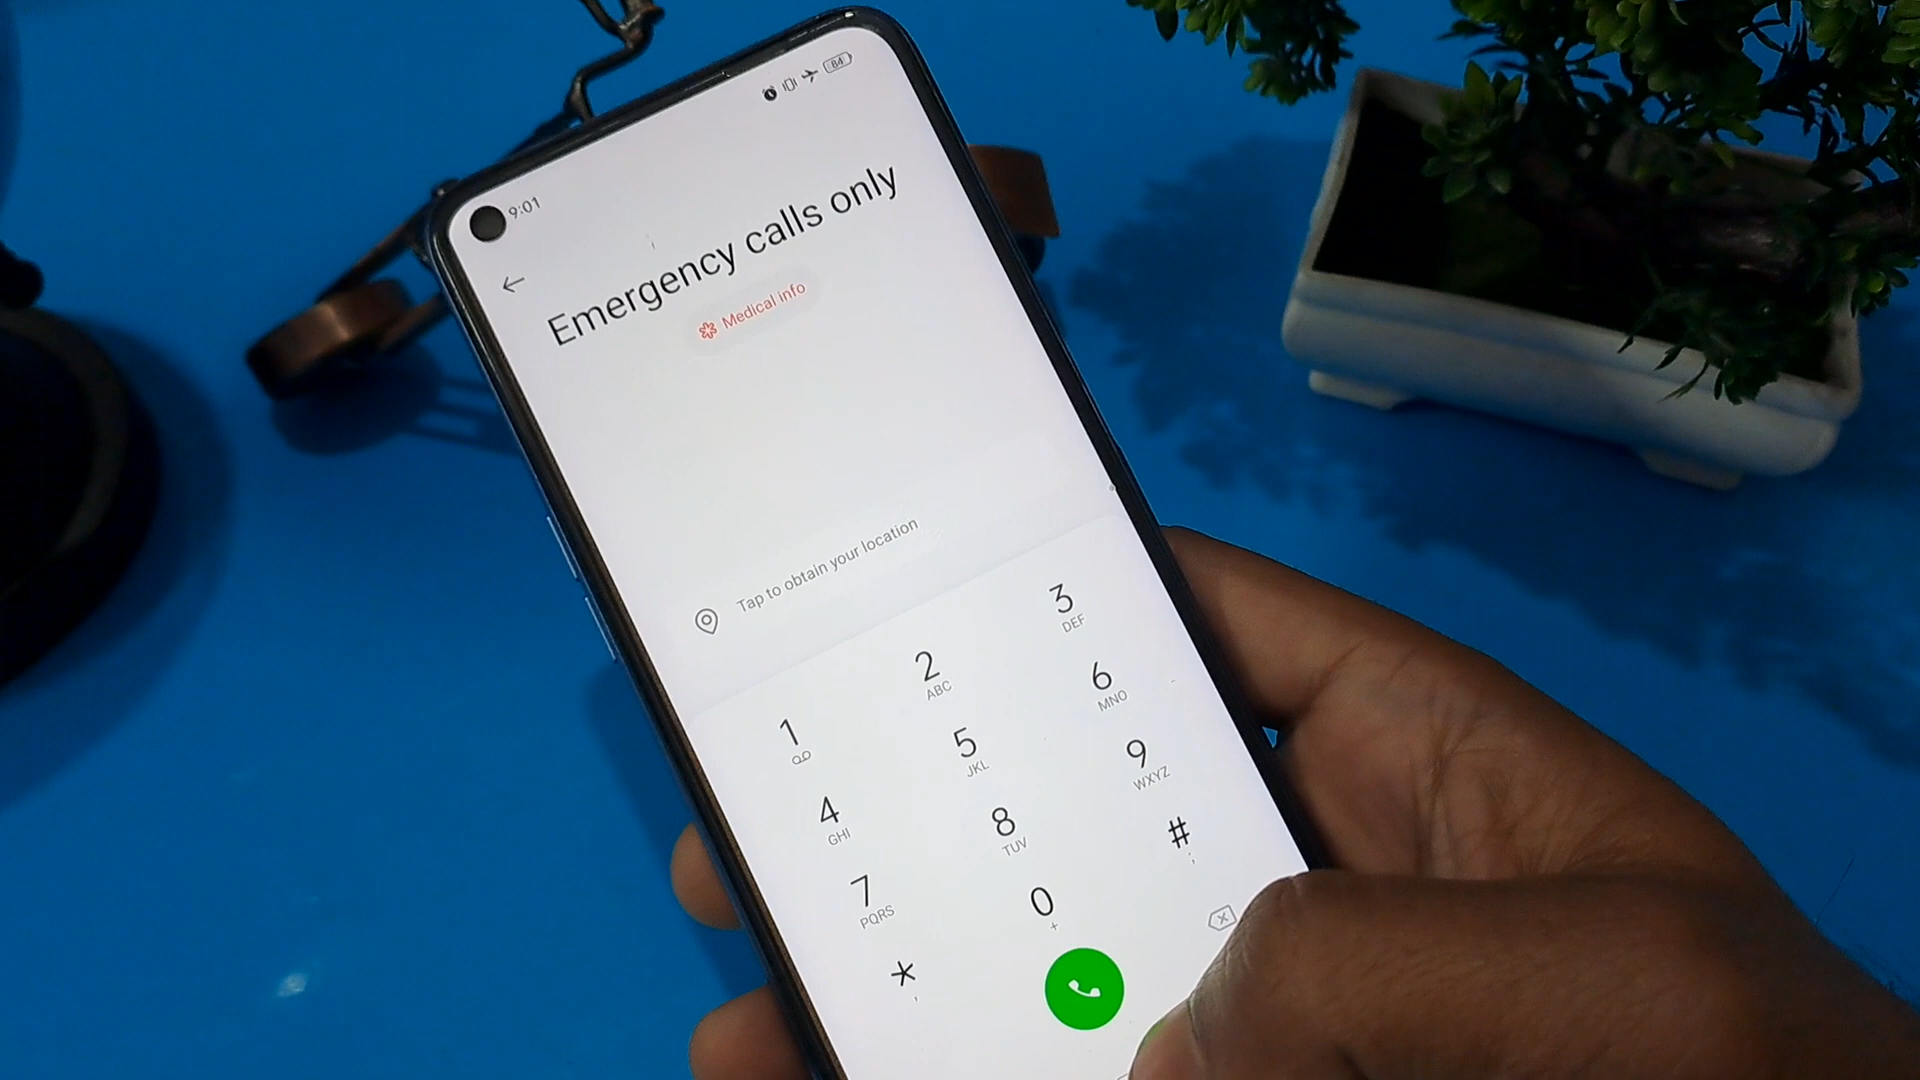 9:01
84
Emergency calls only
Medical info
Tap to obtain your location
1
2
ABC
3
DEF
4
GHI
5
JKL
6
MNO
7
PQRS
8
TUV
9
WXYZ
*
,
0
+
#
;